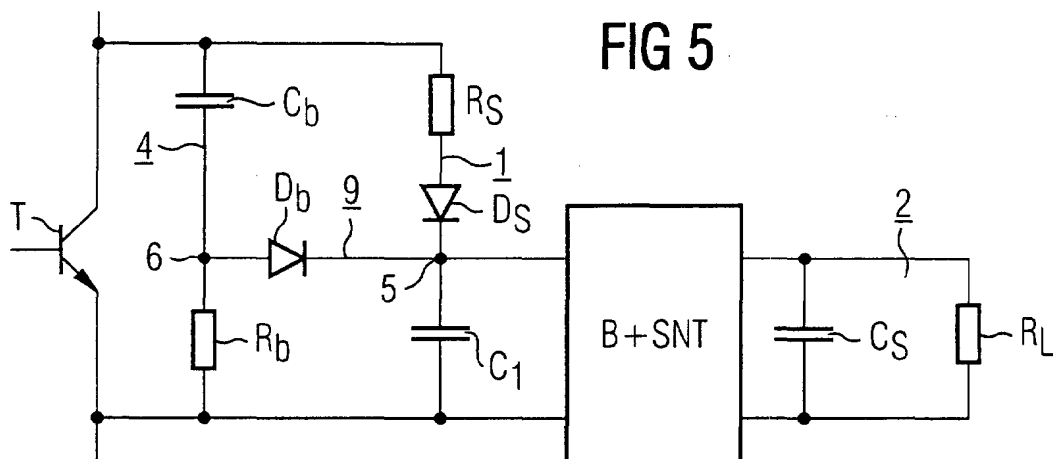 FIG 5
C_b
R_S
4
1
T
D_b
9
D_S
2
6
5
R_b
C_1
B+SNT
C_S
R_L